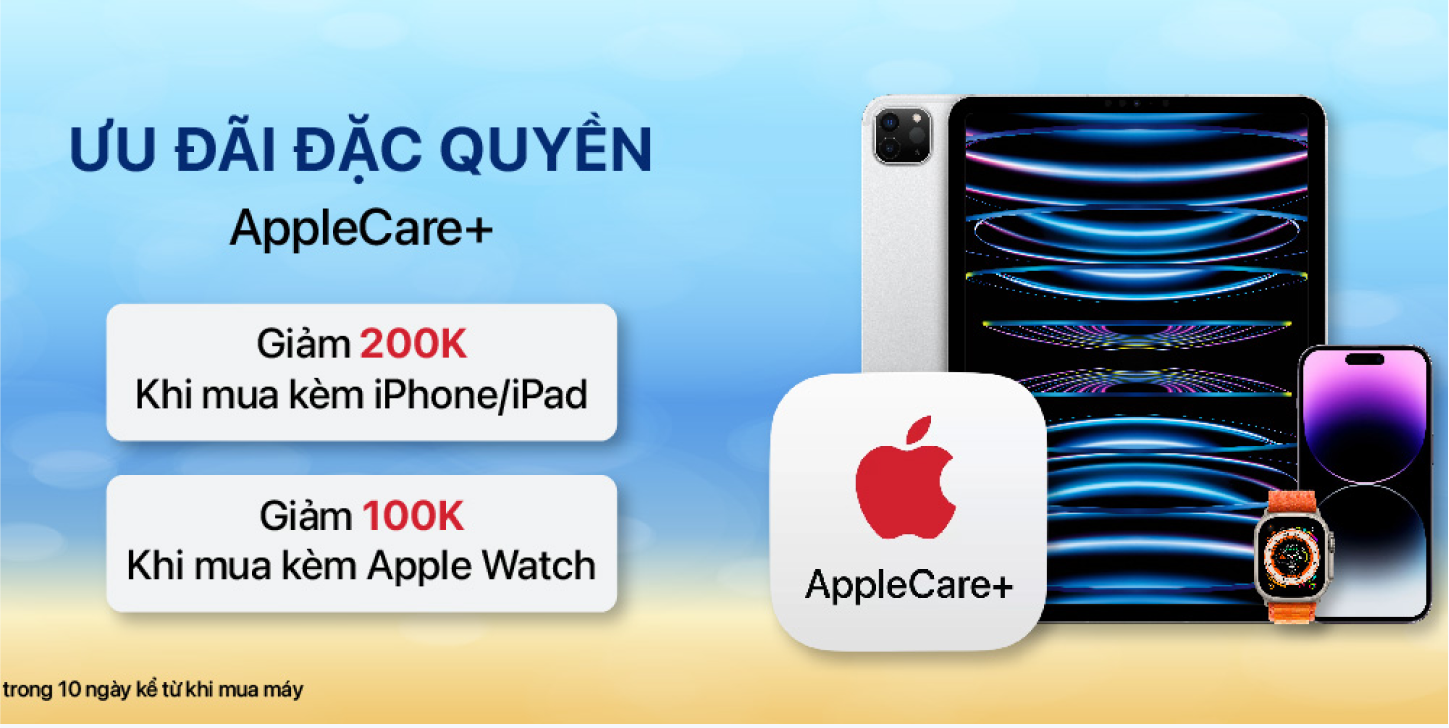 ƯU ĐÃI ĐẶC QUYỀN
AppleCare+
Giảm 200K
Khi mua kèm iPhone/iPad
Giảm 100K
Khi mua kèm Apple Watch
AppleCare+
trong 10 ngày kể từ khi mua máy